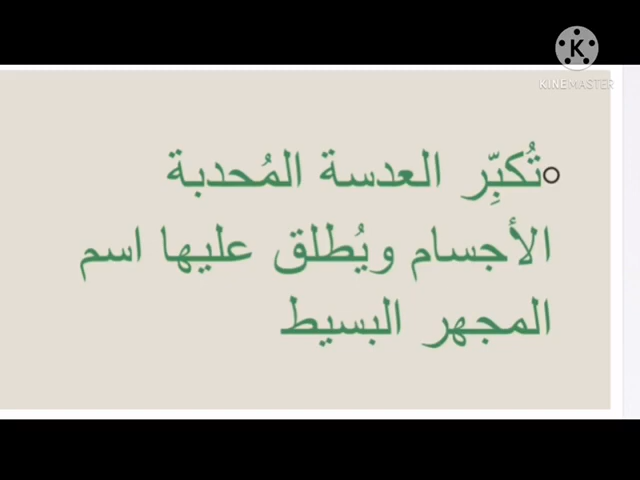 KINEMASTER
تُكبِّر العدسة المُحدبة
الأجسام ويُطلق عليها اسم
المجهر البسيط